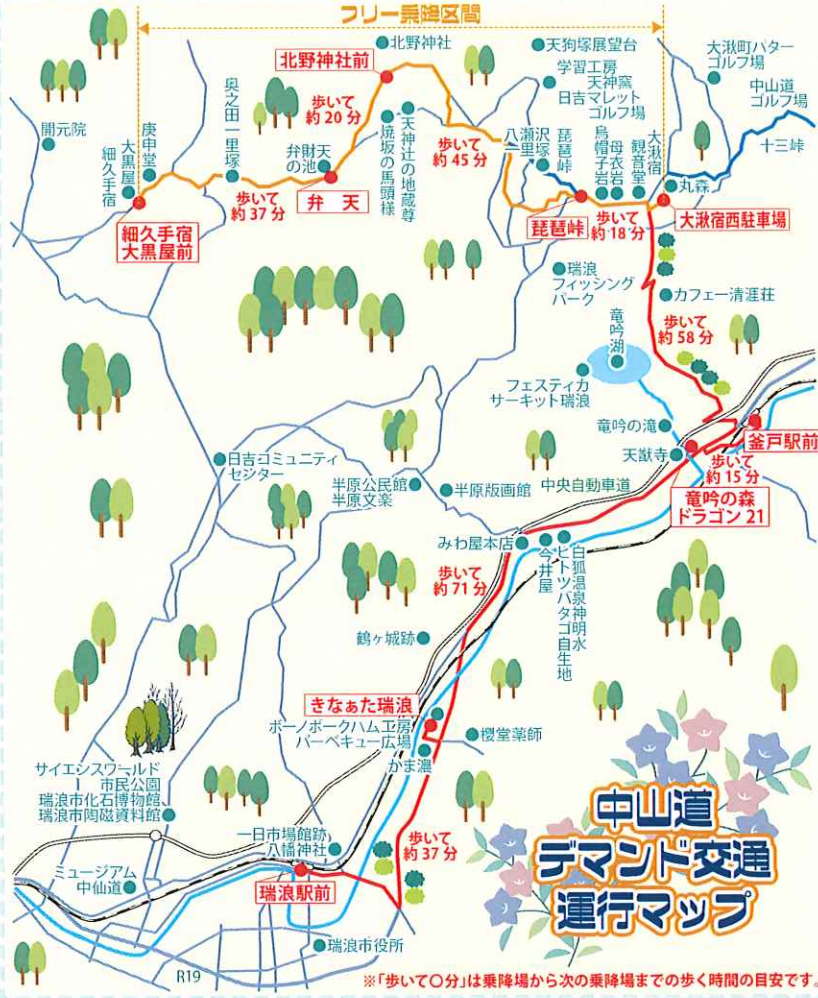 フリー乗降区間
北野神社前
北野神社
天狗塚展望台
学習工房
天神窯
日吉マレット
ゴルフ場
大湫町パター
ゴルフ場
中山道
ゴルフ場
十三峠
開元院
細久手宿
大黒屋
庚申堂
奥之田一里塚
歩いて
約20分
弁財天
の池
焼坂の馬頭様
天神辻の地蔵尊
歩いて
約45分
八瀬沢
一里塚
琵琶峠
烏帽子岩
母衣岩
観音堂
大湫宿
丸森
細久手宿
大黒屋前
歩いて
約37分
弁天
琵琶峠
歩いて
約18分
大湫宿西駐車場
瑞浪
フィッシング
パーク
カフェー清涯荘
歩いて
約58分
竜吟湖
フェスティカ
サーキット瑞浪
竜吟の滝
天猷寺
釜戸駅前
歩いて
約15分
竜吟の森
ドラゴン21
中央自動車道
日吉コミュニティ
センター
半原公民館
半原文楽
半原版画館
みわ屋本店
今井屋
ヒトツバタゴ自生地
白狐温泉神明水
歩いて
約71分
鶴ヶ城跡
きなぁた瑞浪
ボーノポークハム工房
バーベキュー広場
かま濃
櫻堂薬師
サイエンスワールド
市民公園
瑞浪市化石博物館
瑞浪市陶磁資料館
一日市場館跡
八幡神社
歩いて
約37分
ミュージアム
中仙道
瑞浪駅前
瑞浪市役所
R19
中山道
デマンド交通
運行マップ
※「歩いて○分」は乗降場から次の乗降場までの歩く時間の目安です。